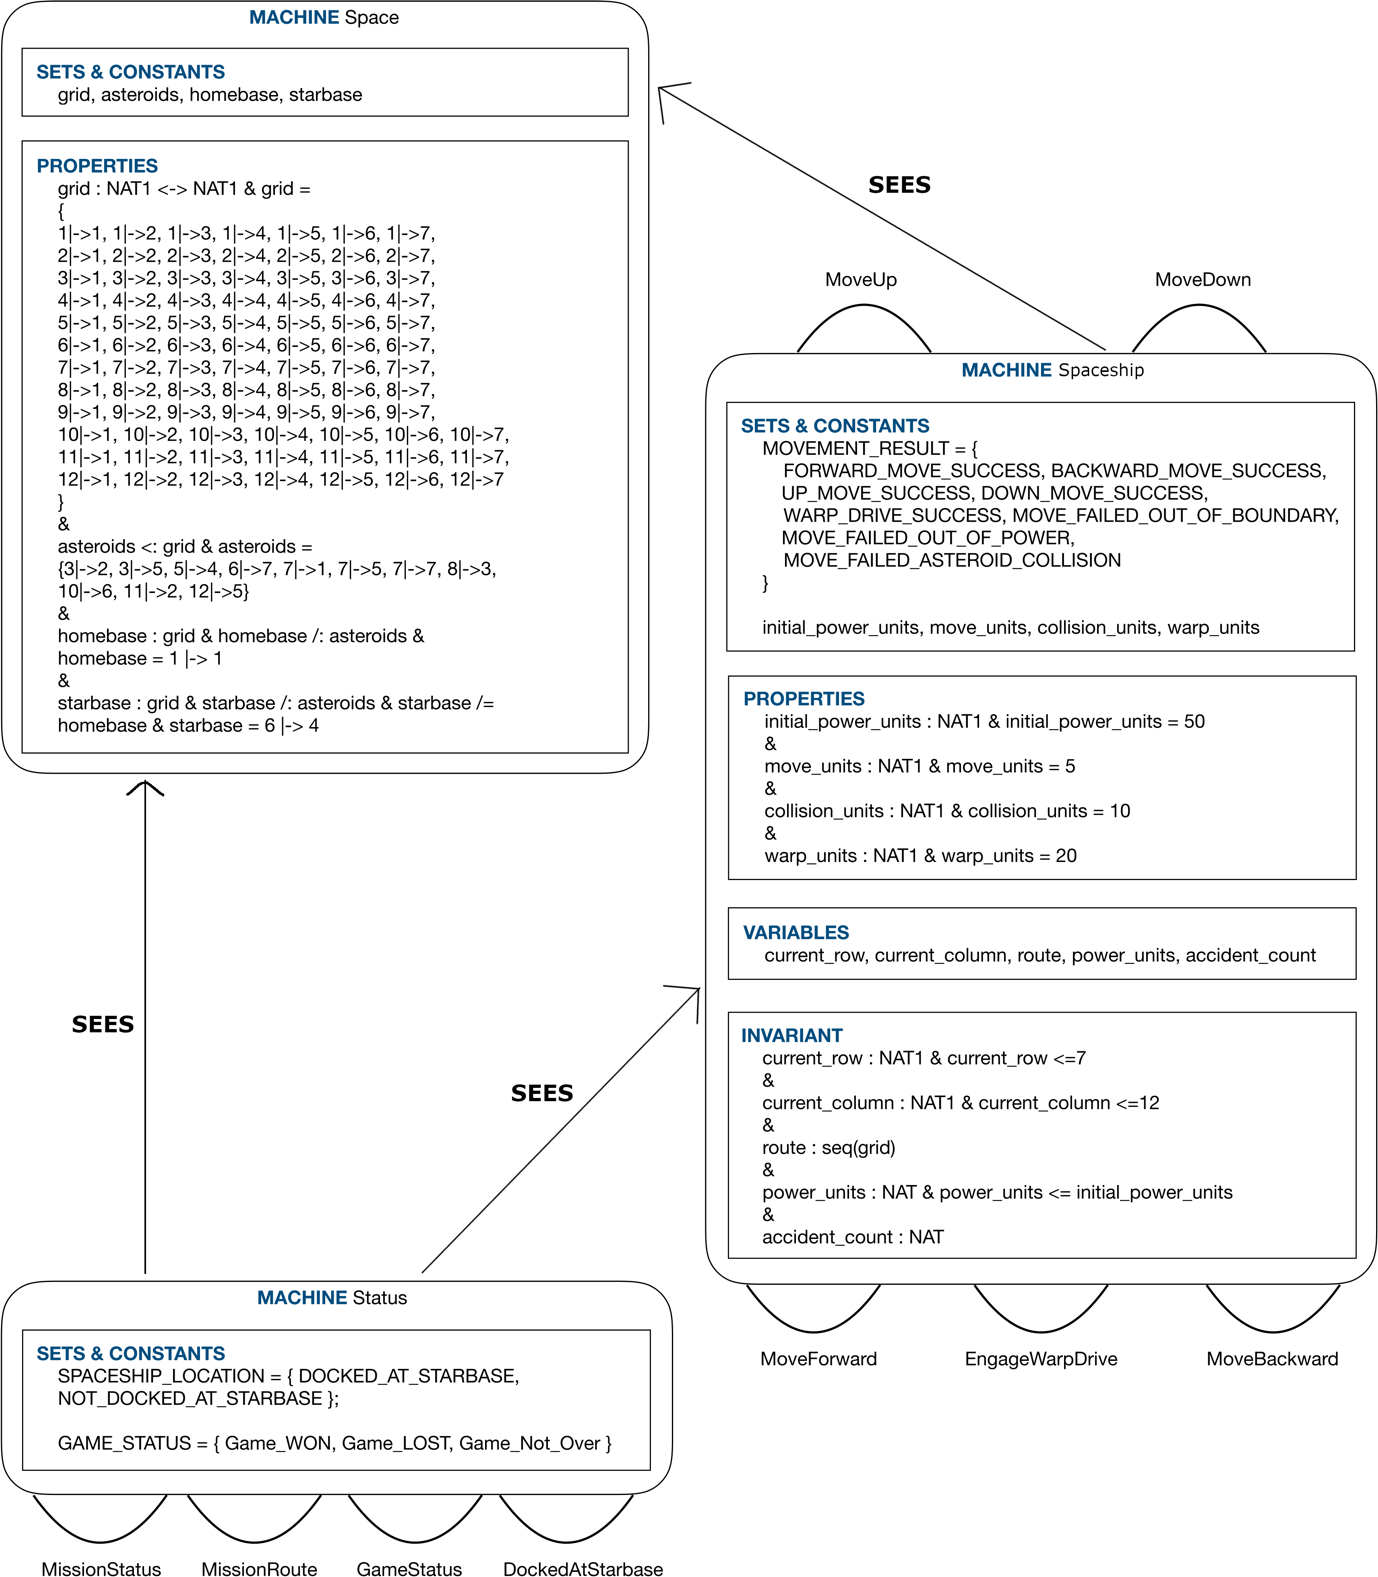 MACHINE Space
SETS & CONSTANTS
grid, asteroids, homebase, starbase
PROPERTIES
grid : NAT1 <-> NAT1 & grid =
{
1|->1, 1|->2, 1|->3, 1|->4, 1|->5, 1|->6, 1|->7,
2|->1, 2|->2, 2|->3, 2|->4, 2|->5, 2|->6, 2|->7,
3|->1, 3|->2, 3|->3, 3|->4, 3|->5, 3|->6, 3|->7,
4|->1, 4|->2, 4|->3, 4|->4, 4|->5, 4|->6, 4|->7,
5|->1, 5|->2, 5|->3, 5|->4, 5|->5, 5|->6, 5|->7,
6|->1, 6|->2, 6|->3, 6|->4, 6|->5, 6|->6, 6|->7,
7|->1, 7|->2, 7|->3, 7|->4, 7|->5, 7|->6, 7|->7,
8|->1, 8|->2, 8|->3, 8|->4, 8|->5, 8|->6, 8|->7,
9|->1, 9|->2, 9|->3, 9|->4, 9|->5, 9|->6, 9|->7,
10|->1, 10|->2, 10|->3, 10|->4, 10|->5, 10|->6, 10|->7,
11|->1, 11|->2, 11|->3, 11|->4, 11|->5, 11|->6, 11|->7,
12|->1, 12|->2, 12|->3, 12|->4, 12|->5, 12|->6, 12|->7
}
&
asteroids <: grid & asteroids =
{3|->2, 3|->5, 5|->4, 6|->7, 7|->1, 7|->5, 7|->7, 8|->3,
10|->6, 11|->2, 12|->5}
&
homebase : grid & homebase /: asteroids &
homebase = 1 |-> 1
&
starbase : grid & starbase /: asteroids & starbase /=
homebase & starbase = 6 |-> 4
SEES
MoveUp
MoveDown
MACHINE Spaceship
SETS & CONSTANTS
MOVEMENT_RESULT = {
FORWARD_MOVE_SUCCESS, BACKWARD_MOVE_SUCCESS,
UP_MOVE_SUCCESS, DOWN_MOVE_SUCCESS,
WARP_DRIVE_SUCCESS, MOVE_FAILED_OUT_OF_BOUNDARY,
MOVE_FAILED_OUT_OF_POWER,
MOVE_FAILED_ASTEROID_COLLISION
}
initial_power_units, move_units, collision_units, warp_units
PROPERTIES
initial_power_units : NAT1 & initial_power_units = 50
&
move_units : NAT1 & move_units = 5
&
collision_units : NAT1 & collision_units = 10
&
warp_units : NAT1 & warp_units = 20
VARIABLES
current_row, current_column, route, power_units, accident_count
INVARIANT
current_row : NAT1 & current_row <=7
&
current_column : NAT1 & current_column <=12
&
route : seq(grid)
&
power_units : NAT & power_units <= initial_power_units
&
accident_count : NAT
MoveForward
EngageWarpDrive
MoveBackward
SEES
SEES
MACHINE Status
SETS & CONSTANTS
SPACESHIP_LOCATION = { DOCKED_AT_STARBASE,
NOT_DOCKED_AT_STARBASE };
GAME_STATUS = { Game_WON, Game_LOST, Game_Not_Over }
MissionStatus
MissionRoute
GameStatus
DockedAtStarbase